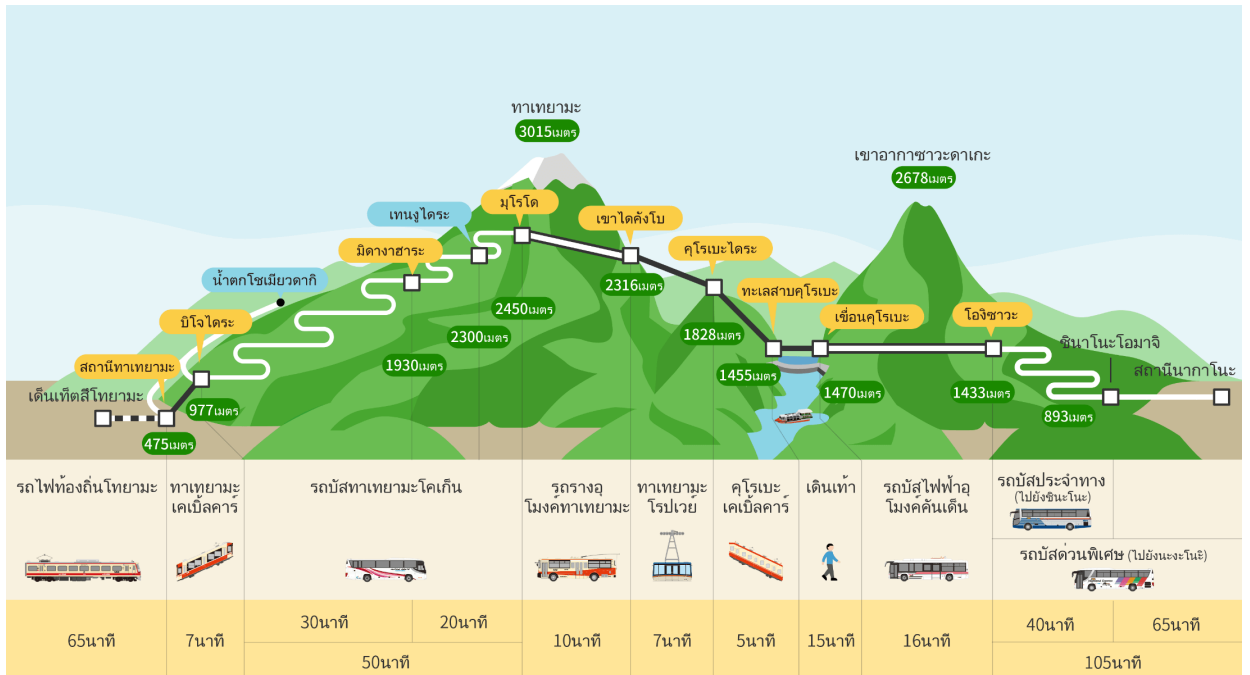 ทาเทยามะ
3015เมตร
เขาอากาซาวะดาเกะ
2678เมตร
มุโรโด
เทนงูไดระ
เขาไดคังโบ
มิดางาฮาระ
คุโรเบะไดระ
น้ำตกโชเมียวดากิ
2316เมตร
ทะเลสาบคุโรเบะ
2450เมตร
บิโจไดระ
เขื่อนคุโรเบะ
โองิซาวะ
1828เมตร
2300เมตร
ชินาโนะโอมาจิ
สถานีทาเทยามะ
1930เมตร
สถานีนากาโนะ
1455เมตร
เด็นเท็ตสึโทยามะ
1470เมตร
1433เมตร
977เมตร
893เมตร
475เมตร
รถไฟท้องถิ่นโทยามะ
ทาเทยามะ
เคเบิ้ลคาร์
รถบัสทาเทยามะโคเก็น
รถรางอุ
โมงค์ทาเทยามะ
ทาเทยามะ
โรปเวย์
คุโรเบะ
เคเบิ้ลคาร์
เดินเท้า
รถบัสไฟฟ้าอุ
โมงค์คันเด็น
รถบัสประจำทาง
(ไปยังชินะโนะ)
รถบัสด่วนพิเศษ (ไปยังนะงะโนะ)
65นาที
7นาที
30นาที
20นาที
50นาที
10นาที
7นาที
5นาที
15นาที
16นาที
40นาที
65นาที
105นาที